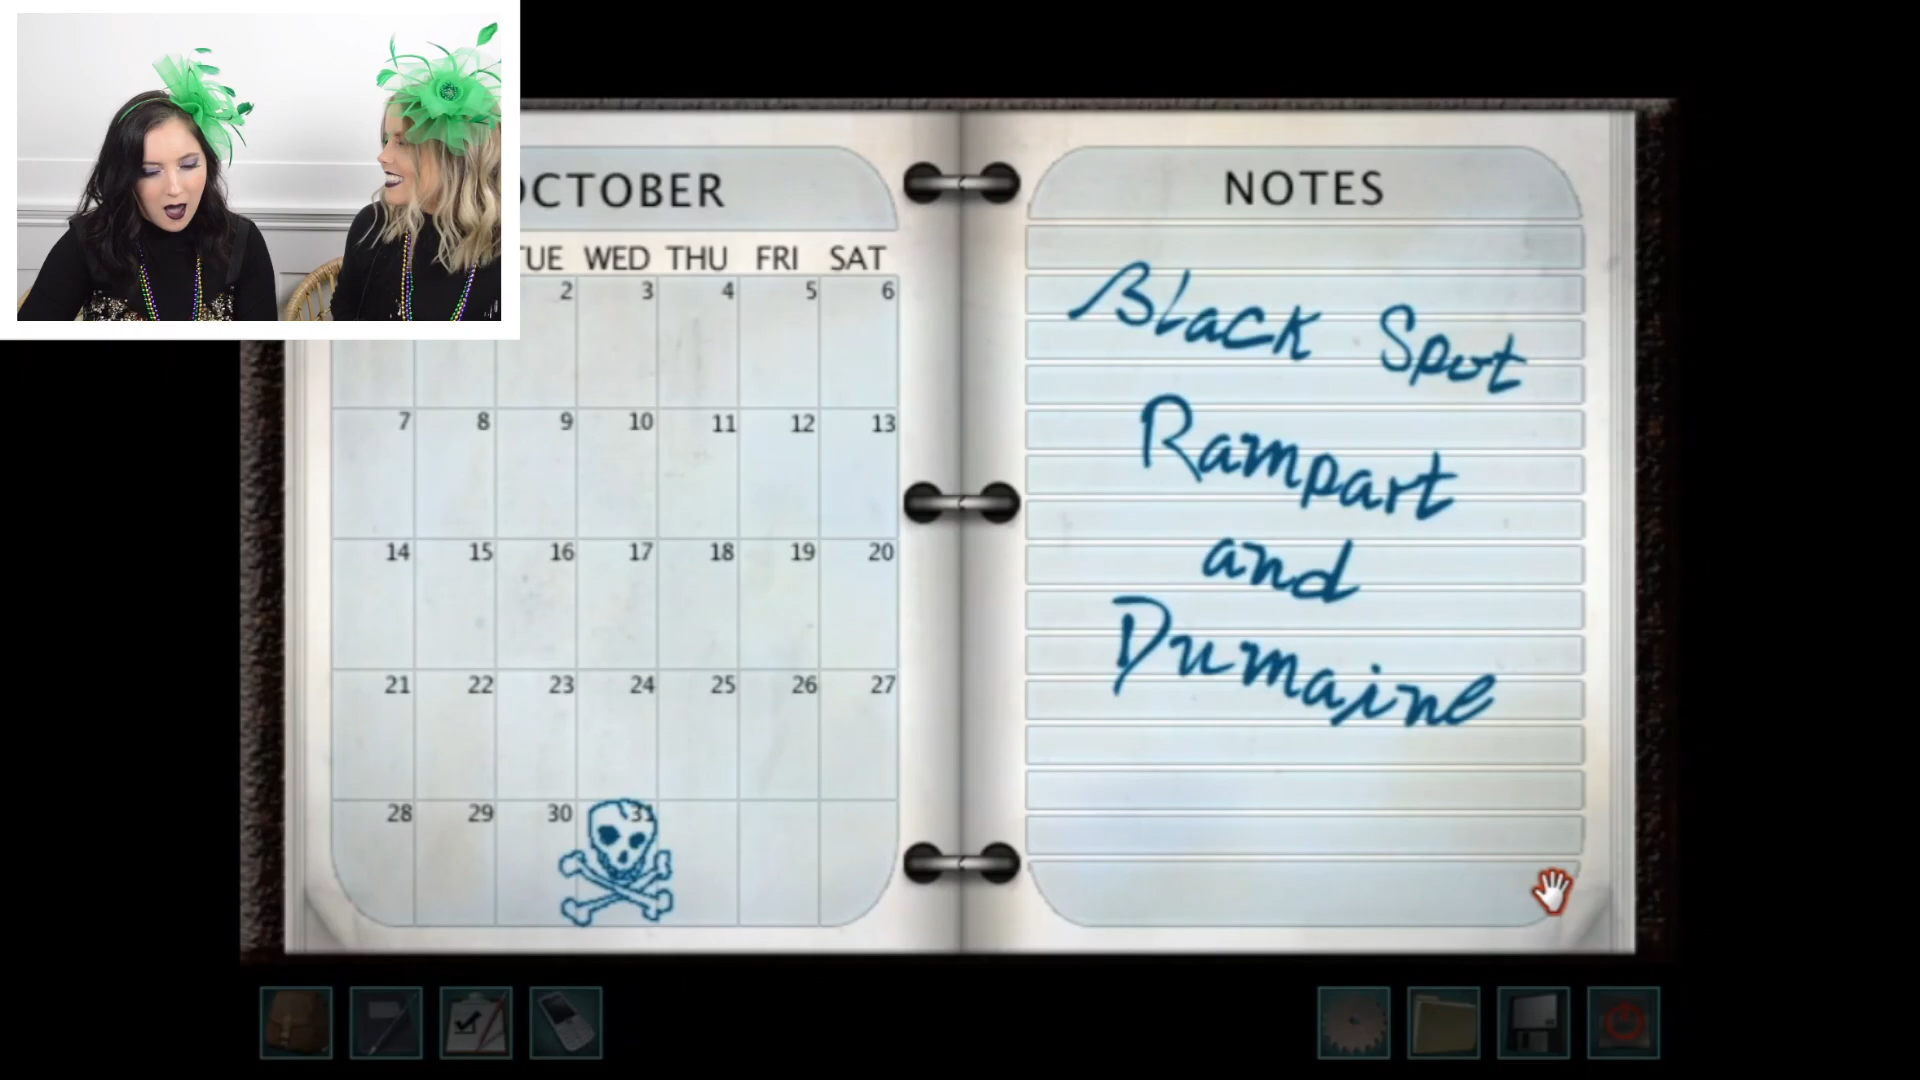 OCTOBER
NOTES
TUE WED THU FRI SAT
2 3 4 5 6
7 8 9 10 11 12 13
14 15 16 17 18 19 20
21 22 23 24 25 26 27
28 29 30 31
Black Spot
Rampart
and
Dumaine